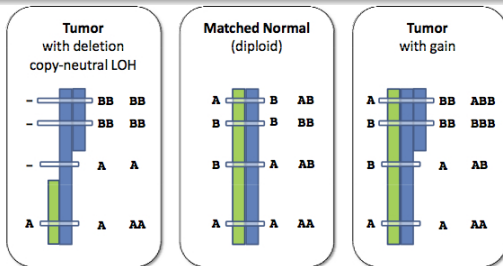 Tumor
with deletion
copy-neutral LOH
– BB BB
– BB BB
– A A
A A AA
Matched Normal
(diploid)
A B AB
B B BB
B A AB
A A AA
Tumor
with gain
A BB ABB
B BB BBB
B A AB
A A AA